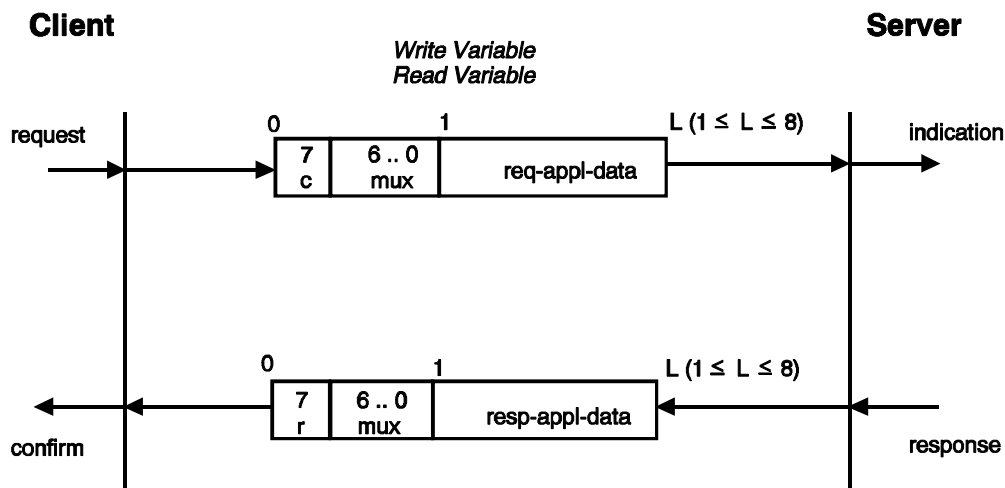 Client
Server
Write Variable
Read Variable
0
1
L (1 ≤ L ≤ 8)
request
indication
7
c
6 .. 0
mux
req-appl-data
0
1
L (1 ≤ L ≤ 8)
7
r
6 .. 0
mux
resp-appl-data
confirm
response